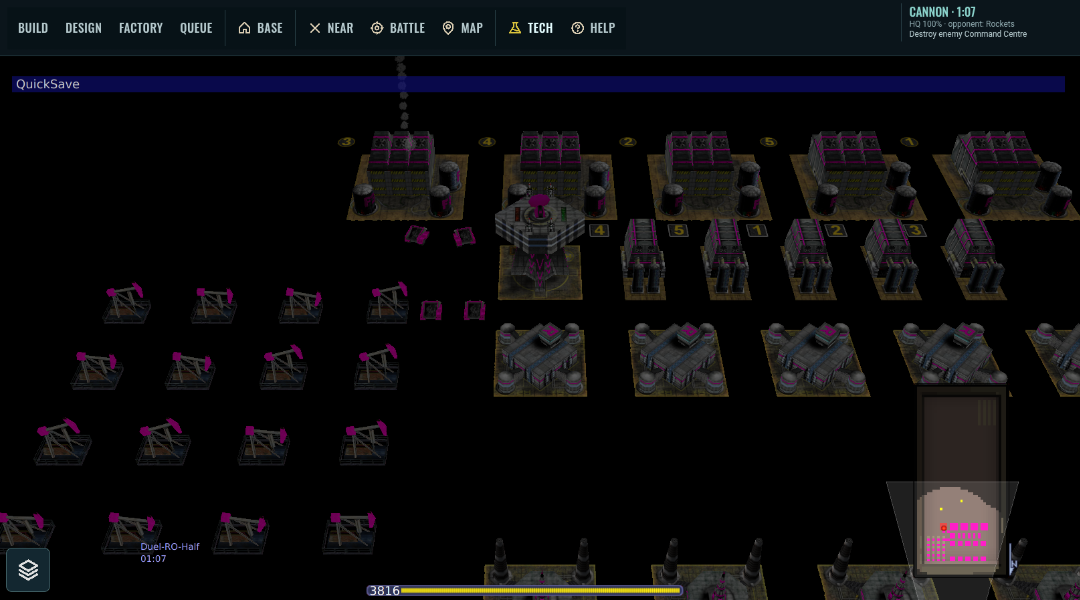 BUILD DESIGN FACTORY QUEUE BASE NEAR BATTLE MAP TECH HELP
CANNON · 1:07
HQ 100% · opponent: Rockets
Destroy enemy Command Centre
QuickSave
3 4 2 5 1
4 5 1 2 3
Duel-RO-Half
01:07
3816